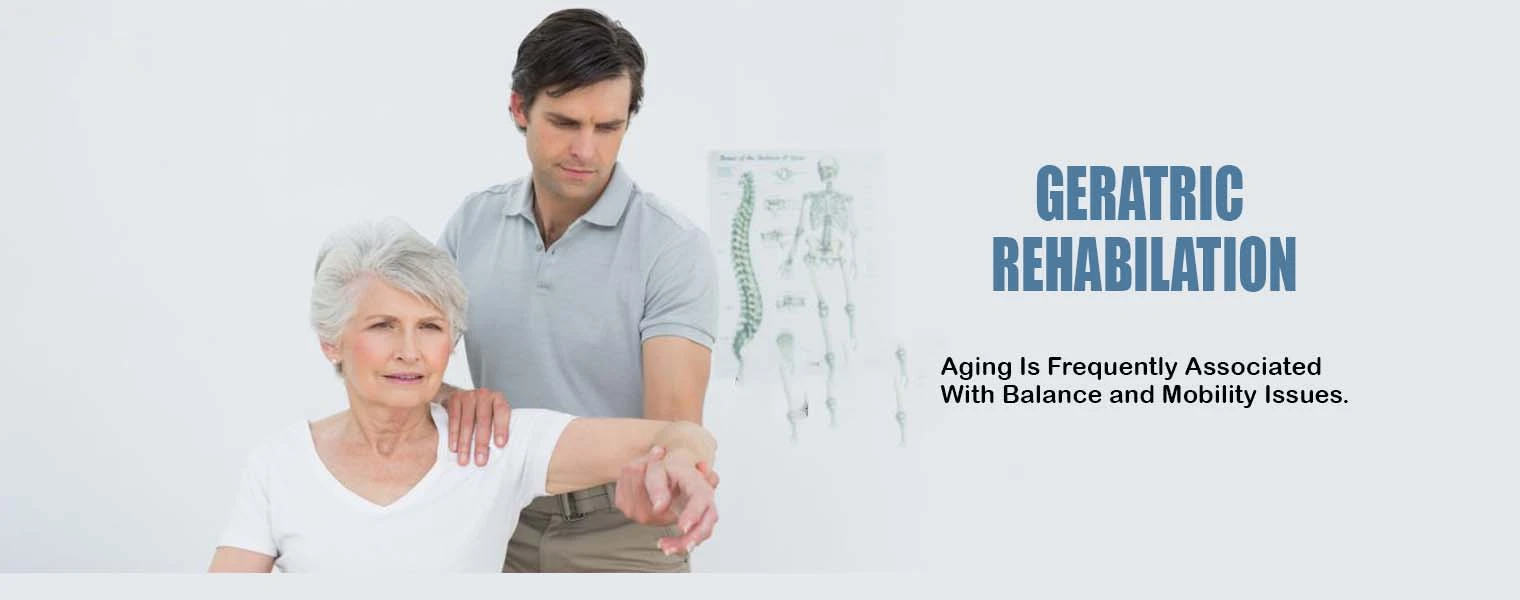 GERATRIC
REHABILATION
Aging Is Frequently Associated
With Balance and Mobility Issues.